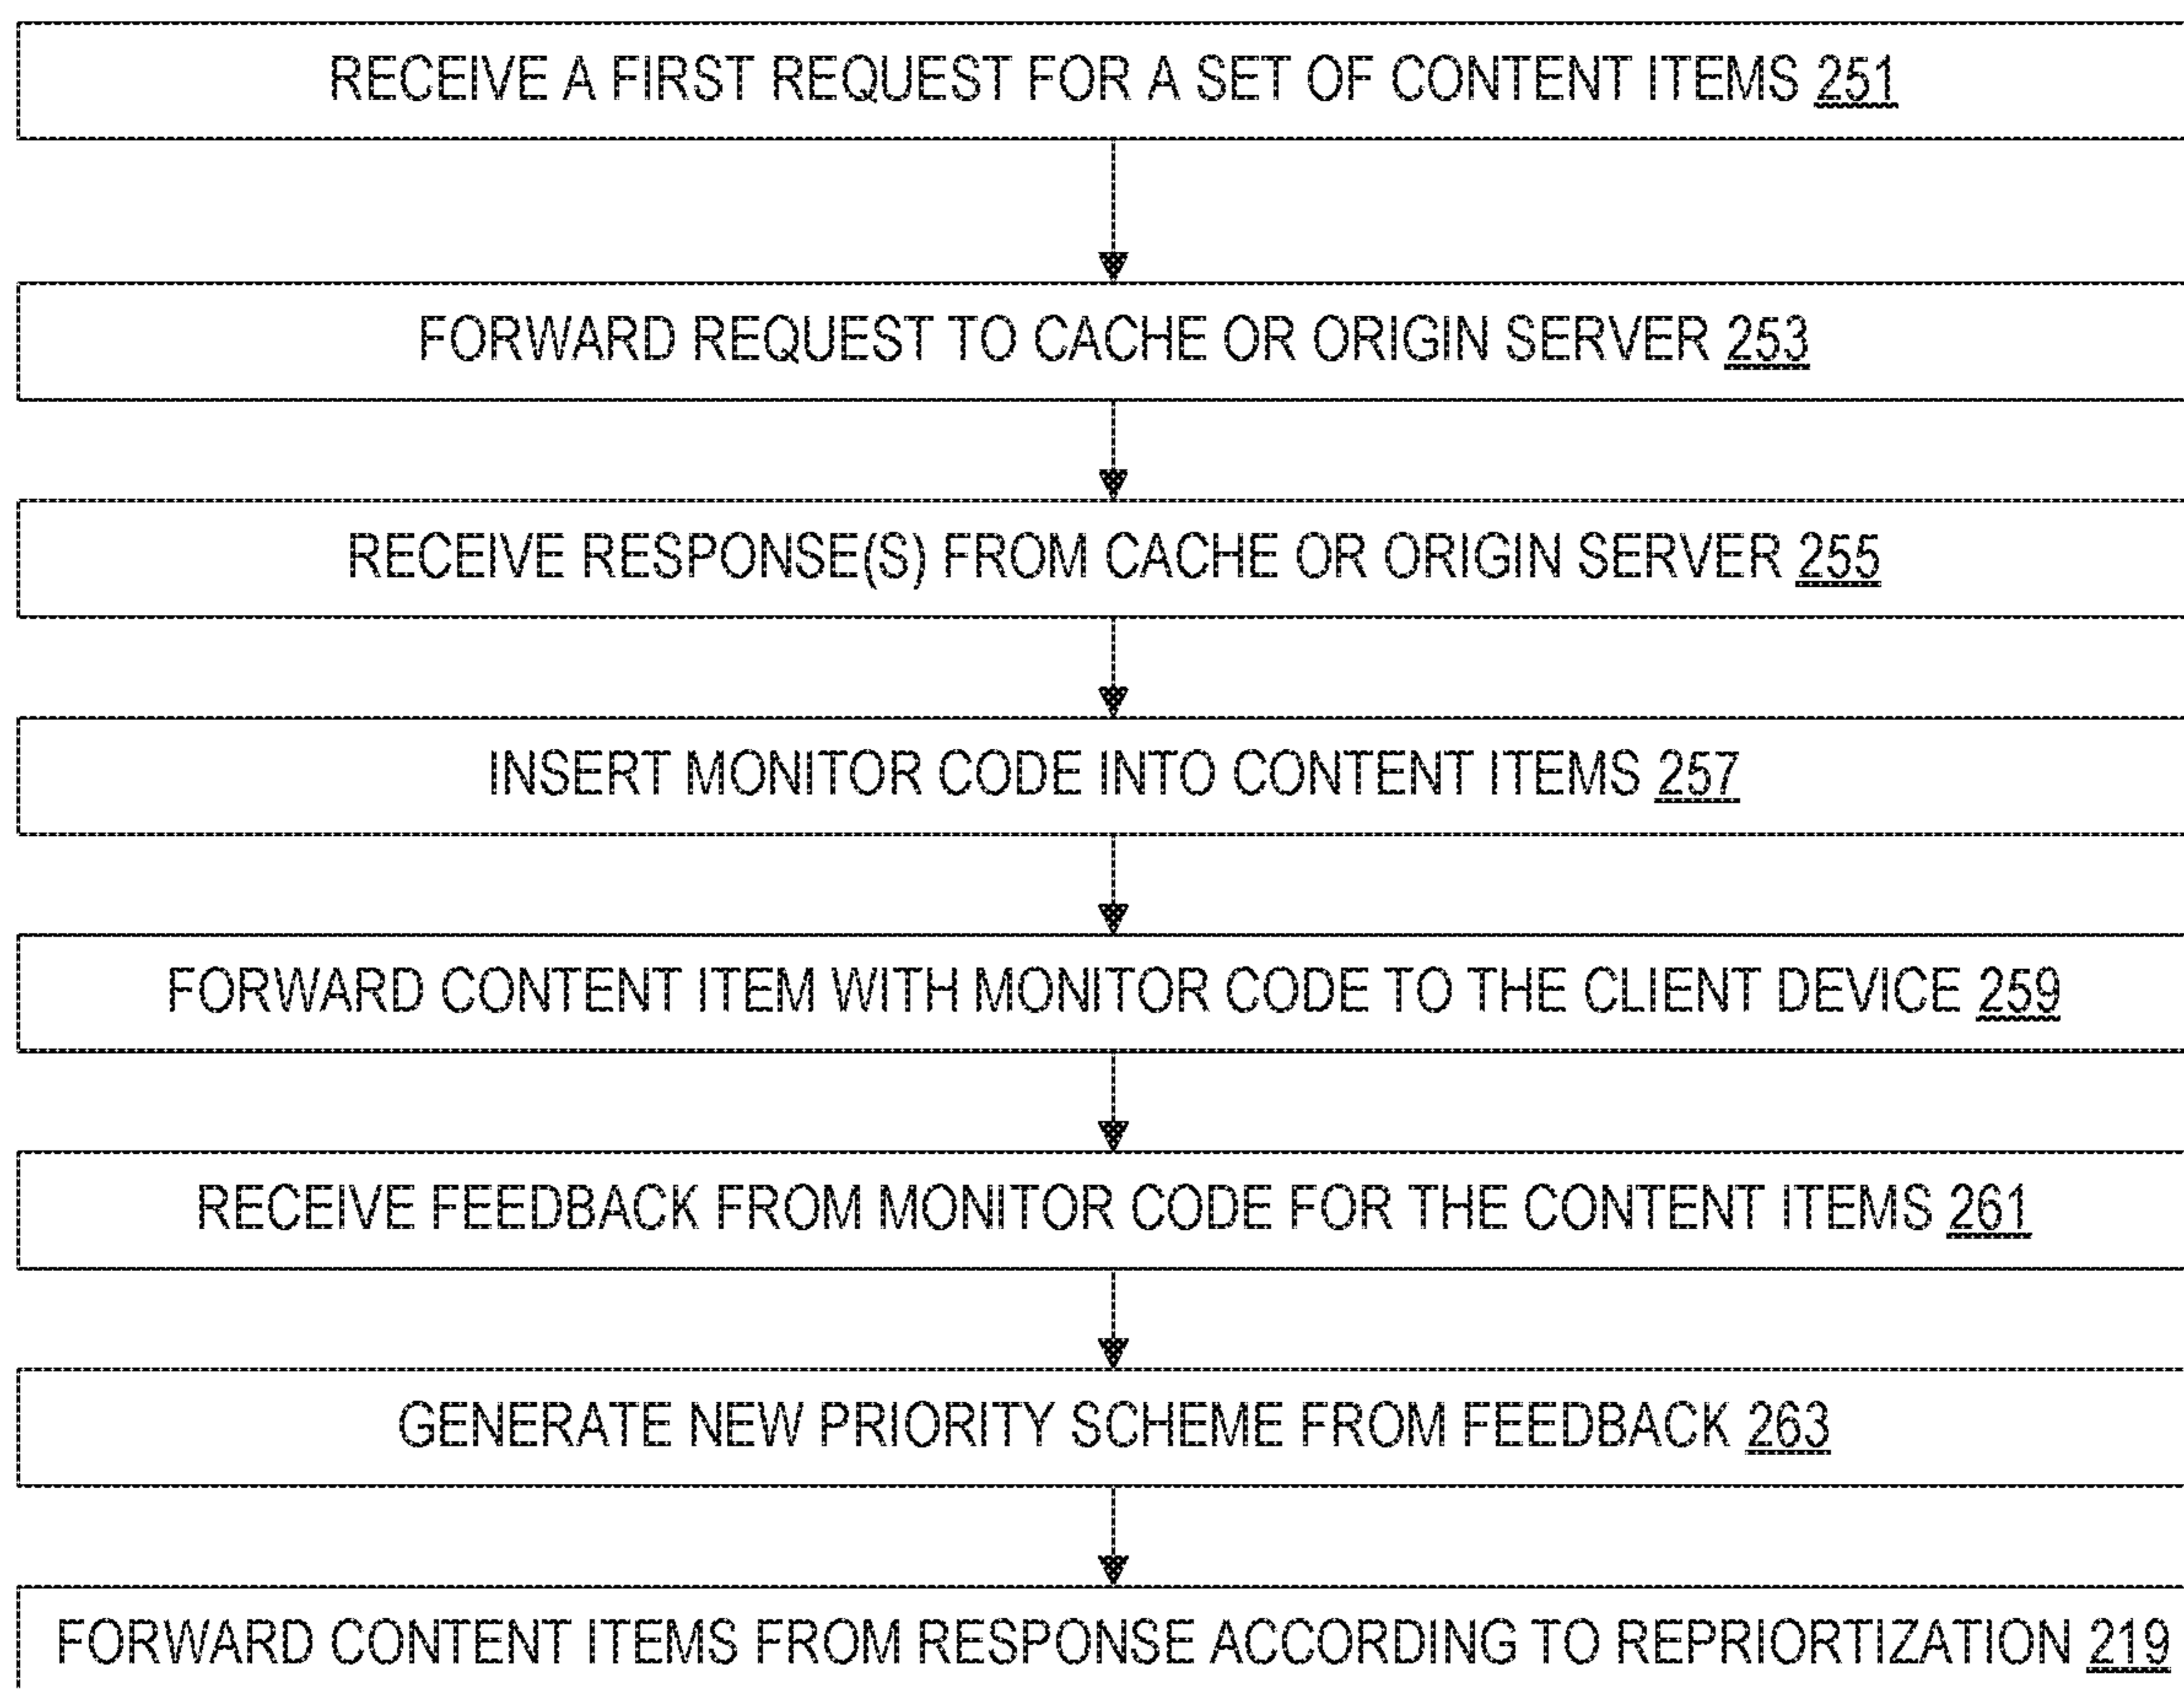 RECEIVE A FIRST REQUEST FOR A SET OF CONTENT ITEMS 251
FORWARD REQUEST TO CACHE OR ORIGIN SERVER 253
RECEIVE RESPONSE(S) FROM CACHE OR ORIGIN SERVER 255
INSERT MONITOR CODE INTO CONTENT ITEMS 257
FORWARD CONTENT ITEM WITH MONITOR CODE TO THE CLIENT DEVICE 259
RECEIVE FEEDBACK FROM MONITOR CODE FOR THE CONTENT ITEMS 261
GENERATE NEW PRIORITY SCHEME FROM FEEDBACK 263
FORWARD CONTENT ITEMS FROM RESPONSE ACCORDING TO REPRIORTIZATION 219